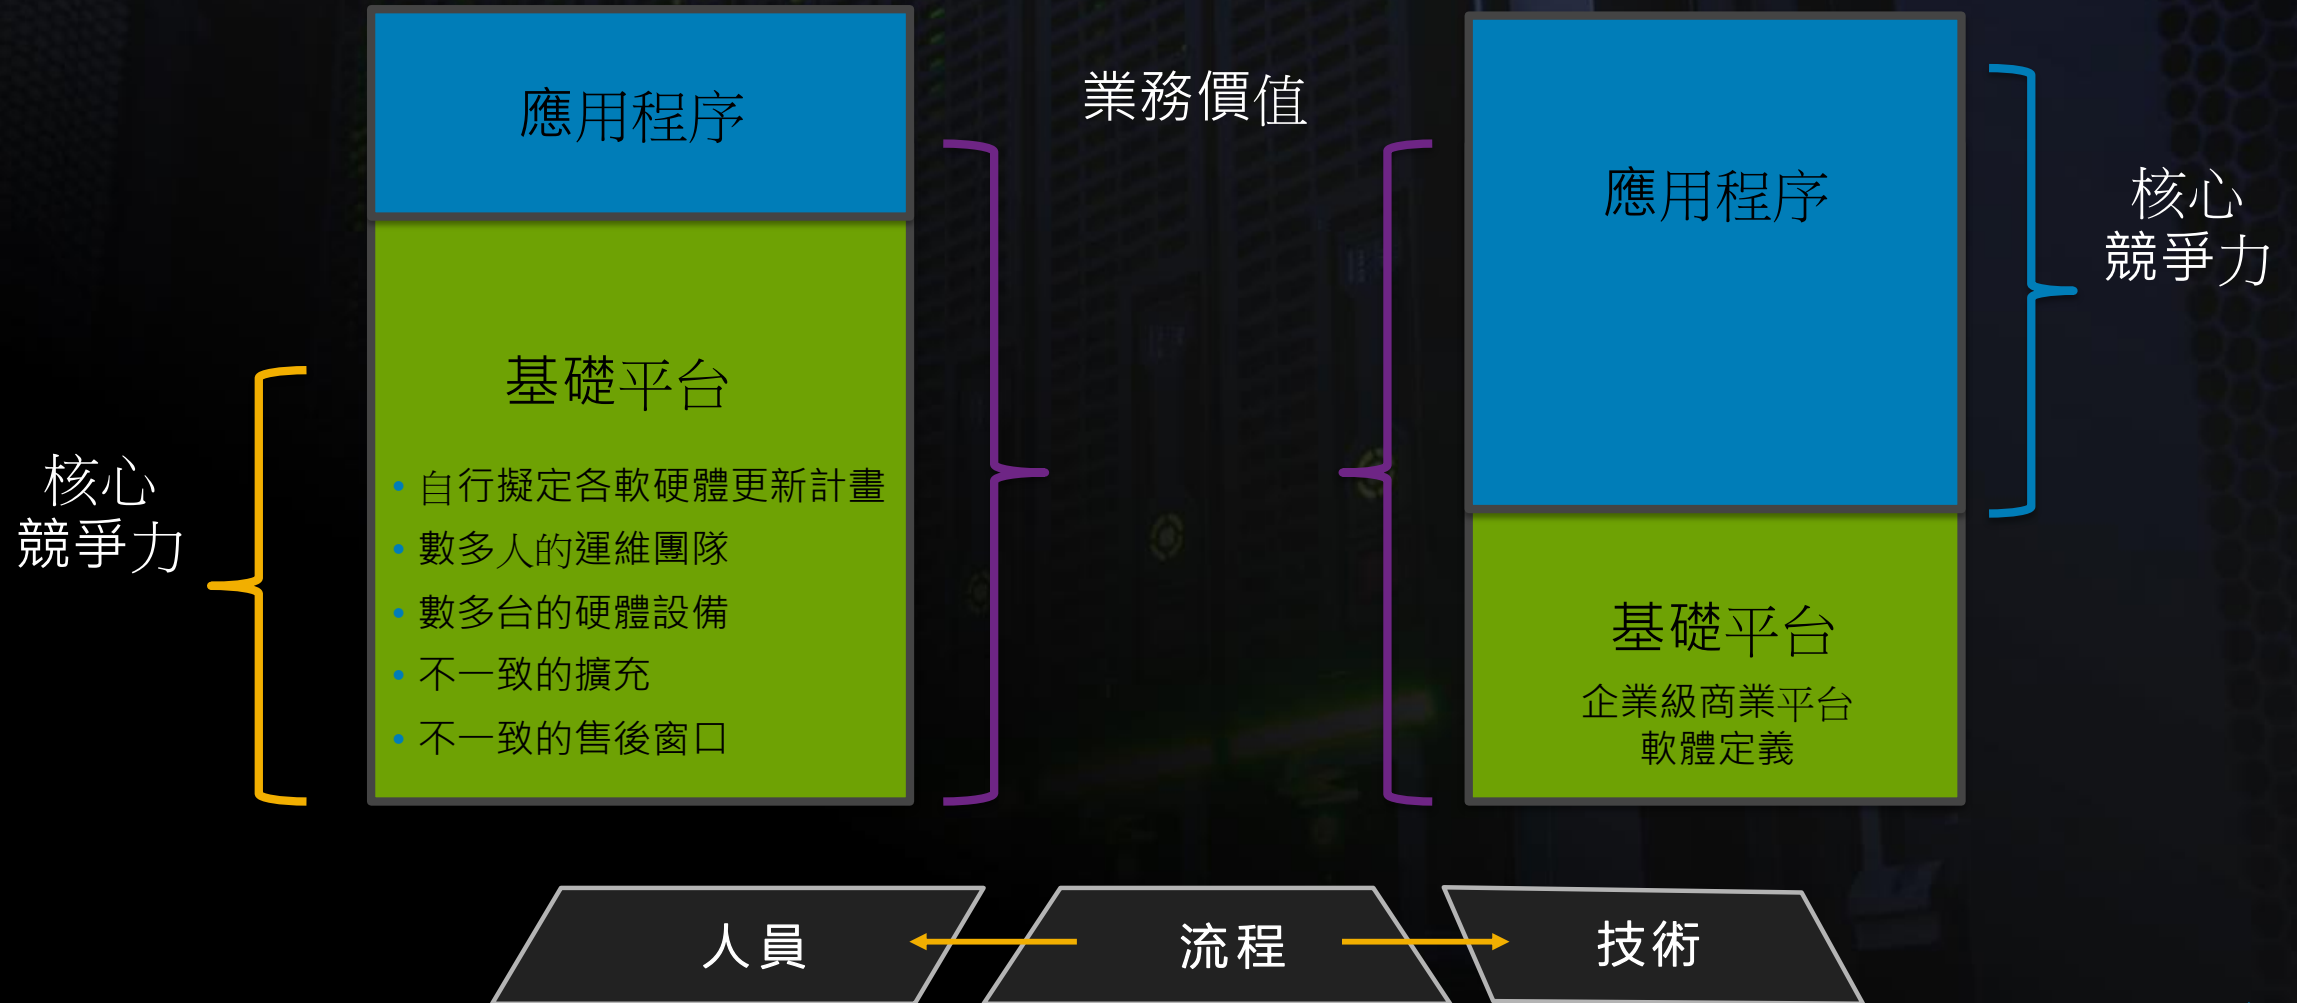 應用程序
基礎平台
自行擬定各軟硬體更新計畫
數多人的運維團隊
數多台的硬體設備
不一致的擴充
不一致的售後窗口
核心
競爭力
業務價值
應用程序
基礎平台
企業級商業平台
軟體定義
核心
競爭力
人員
流程
技術